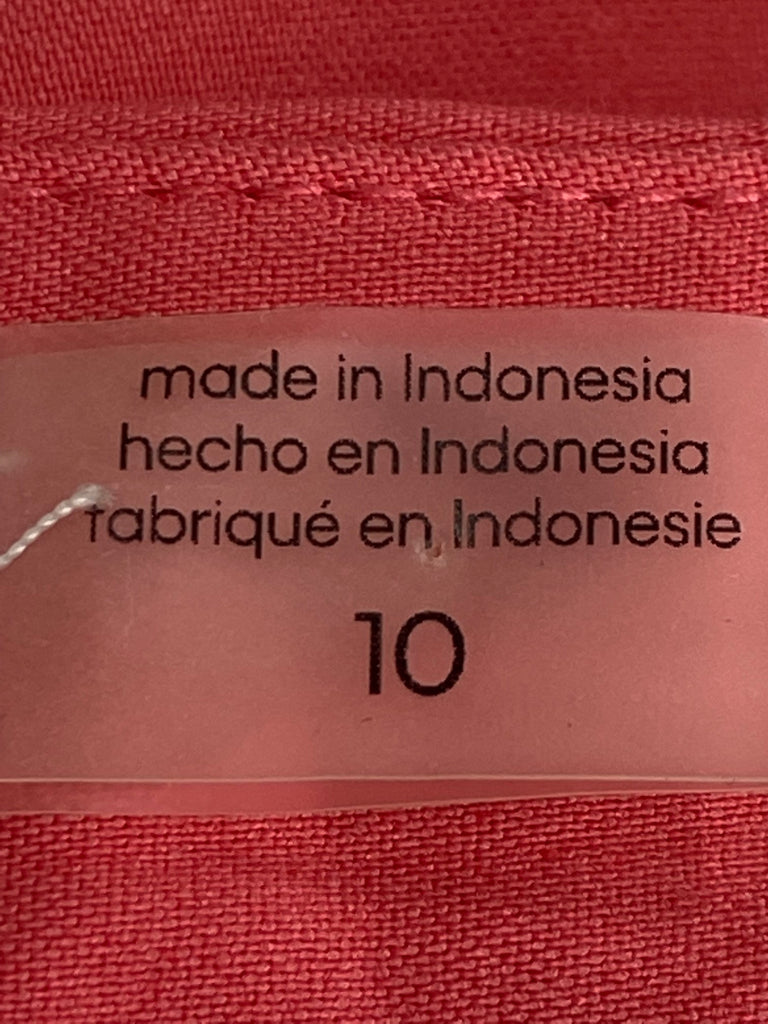 made in Indonesia
hecho en Indonesia
fabriqué en Indonesie
10